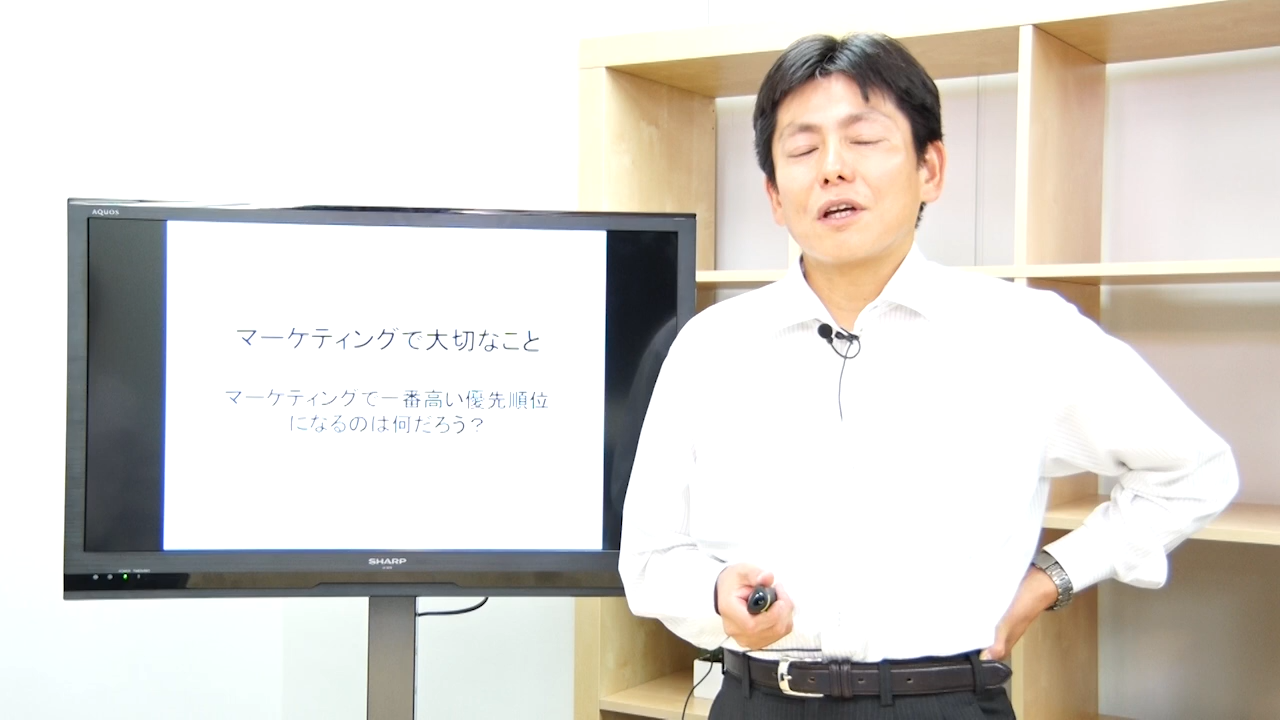 AQUOS
マーケティングで大切なこと
マーケティングで一番高い優先順位
になるのは何だろう？
SHARP